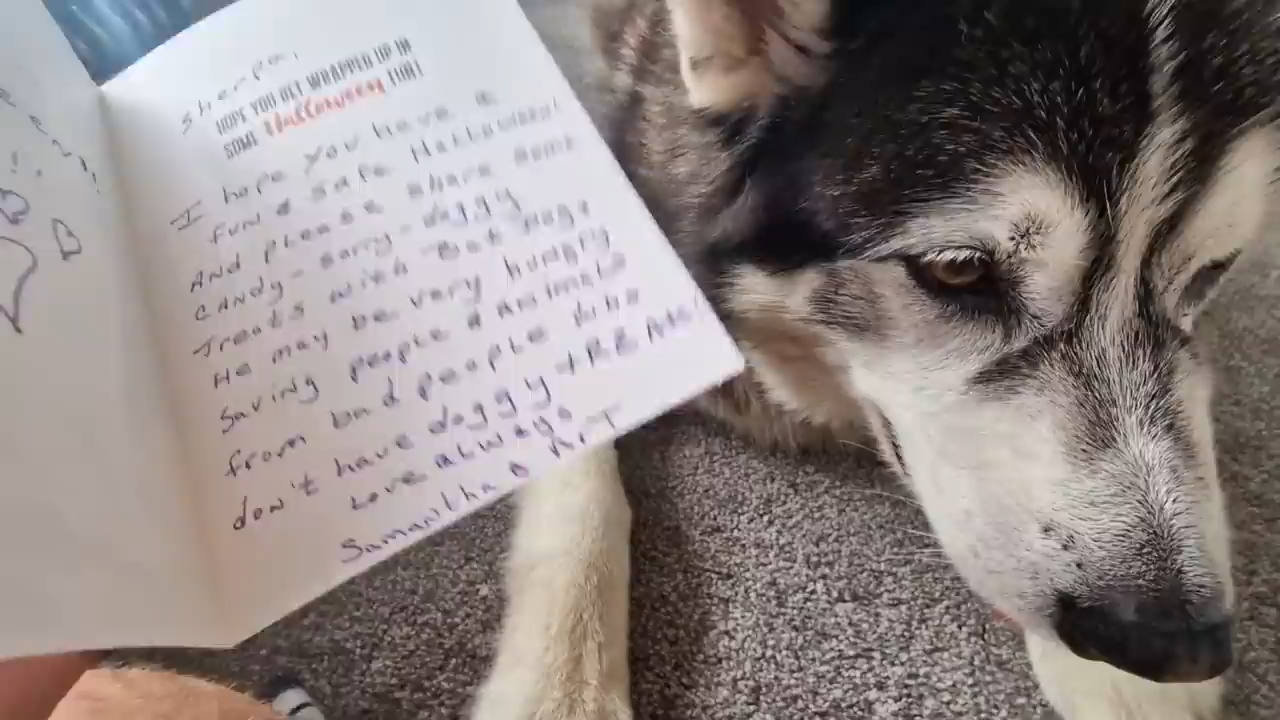 Sherpa,
HOPE YOU GET WRAPPED UP IN
SOME Halloween FUN!
I hope you have a
fun & safe Halloween!
And please share some
candy - sorry - doggy
treats with Bat Dog.
He may be very hungry
saving people & animals
from bad people who
don't have doggy
Love always
Samantha &